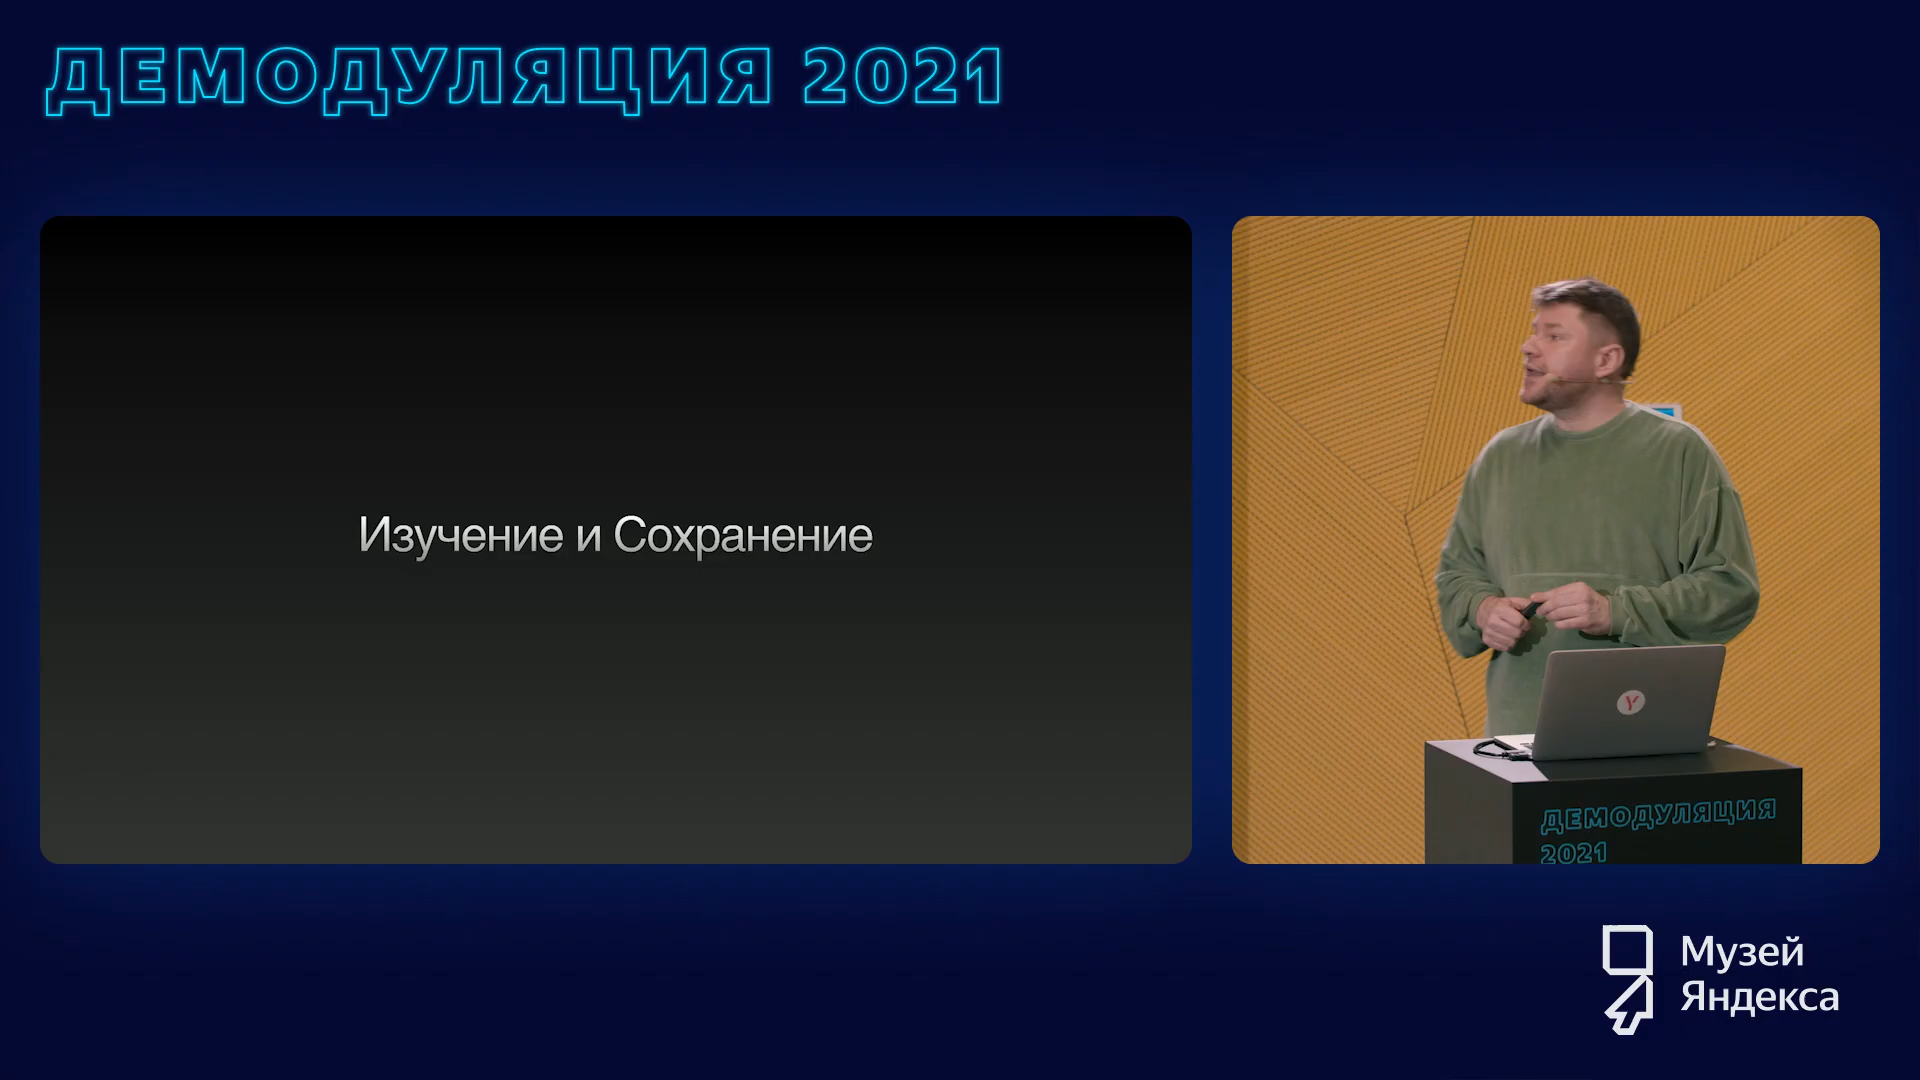 ДЕМОДУЛЯЦИЯ 2021
Изучение и Сохранение
Y
ДЕМОДУЛЯЦИЯ
2021
Музей
Яндекса